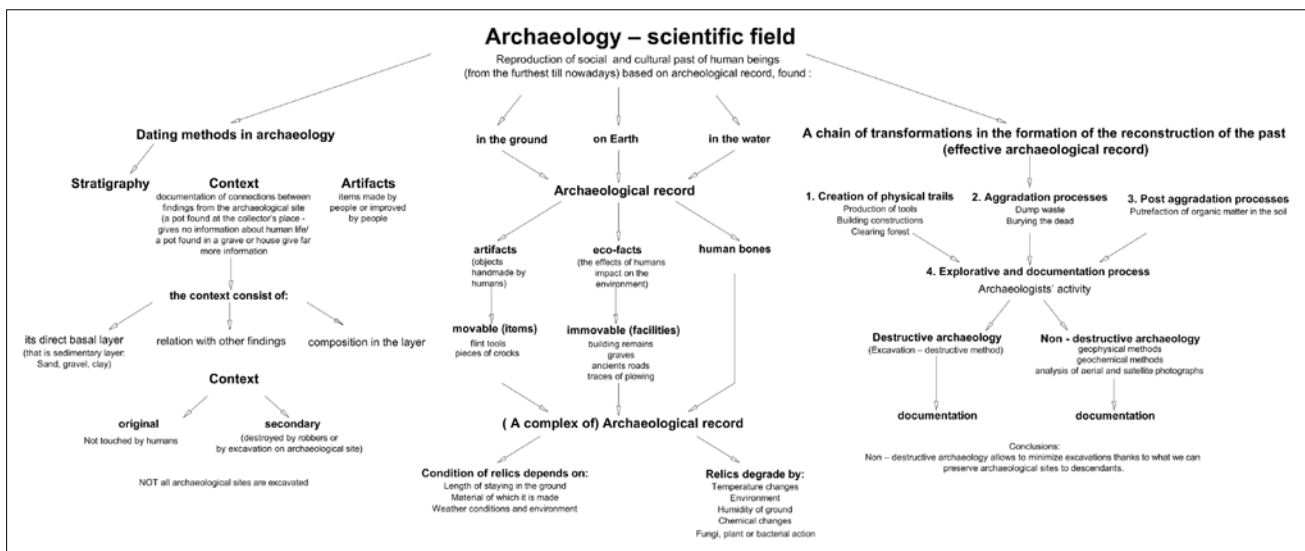 Archaeology – scientific field
Reproduction of social and cultural past of human beings
(from the furthest till nowadays) based on archeological record, found :
Dating methods in archaeology
Stratigraphy
Context
documentation of connections between
findings from the archaeological site
(a pot found at the collector's place -
gives no information about human life/
a pot found in a grave or house give far
more information
Artifacts
items made by
people or improved
by people
the context consist of:
its direct basal layer
(that is sedimentary layer:
Sand, gravel, clay)
relation with other findings
composition in the layer
Context
original
Not touched by humans
secondary
(destroyed by robbers or
by excavation on archaeological site)
NOT all archaeological sites are excavated
in the ground
on Earth
in the water
Archaeological record
artifacts
(objects
handmade by
humans)
eco-facts
(the effects of humans
impact on the
environment)
human bones
movable (items)
flint tools
pieces of crocks
immovable (facilities)
building remains
graves
ancients roads
traces of plowing
( A complex of) Archaeological record
Condition of relics depends on:
Length of staying in the ground
Material of which it is made
Weather conditions and environment
Relics degrade by:
Temperature changes
Environment
Humidity of ground
Chemical changes
Fungi, plant or bacterial action
A chain of transformations in the formation of the reconstruction of the past
(effective archaeological record)
1. Creation of physical trails
Production of tools
Building constructions
Clearing forest
2. Aggradation processes
Dump waste
Burying the dead
3. Post aggradation processes
Putrefaction of organic matter in the soil
4. Explorative and documentation process
Archaeologists' activity
Destructive archaeology
(Excavation – destructive method)
Non - destructive archaeology
geophysical methods
geochemical methods
analysis of aerial and satellite photographs
documentation
documentation
Conclusions:
Non – destructive archaeology allows to minimize excavations thanks to what we can
preserve archaeological sites to descendants.